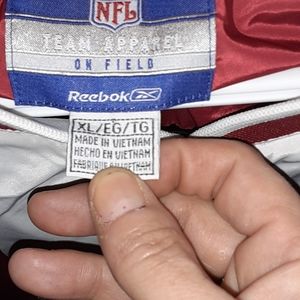 NFL
TEAM APPAREL
ON FIELD
Reebok
XL/EG/TG
MADE IN VIETNAM
HECHO EN VIETNAM
FABRIQUE AU VIETNAM